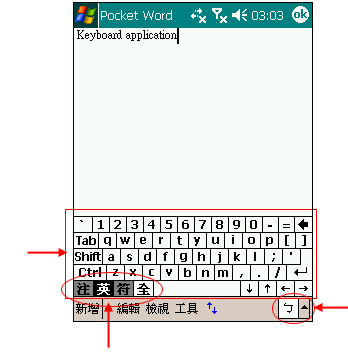 Pocket Word 03:03 ok
Keyboard application
` 1 2 3 4 5 6 7 8 9 0 - =
Tab q w e r t y u i o p [ ]
Shift a s d f g h j k l ; '
Ctrl z x c v b n m , . /
注 英 符 全 ↓ ↑ ← →
新增 編輯 檢視 工具 ㄅ